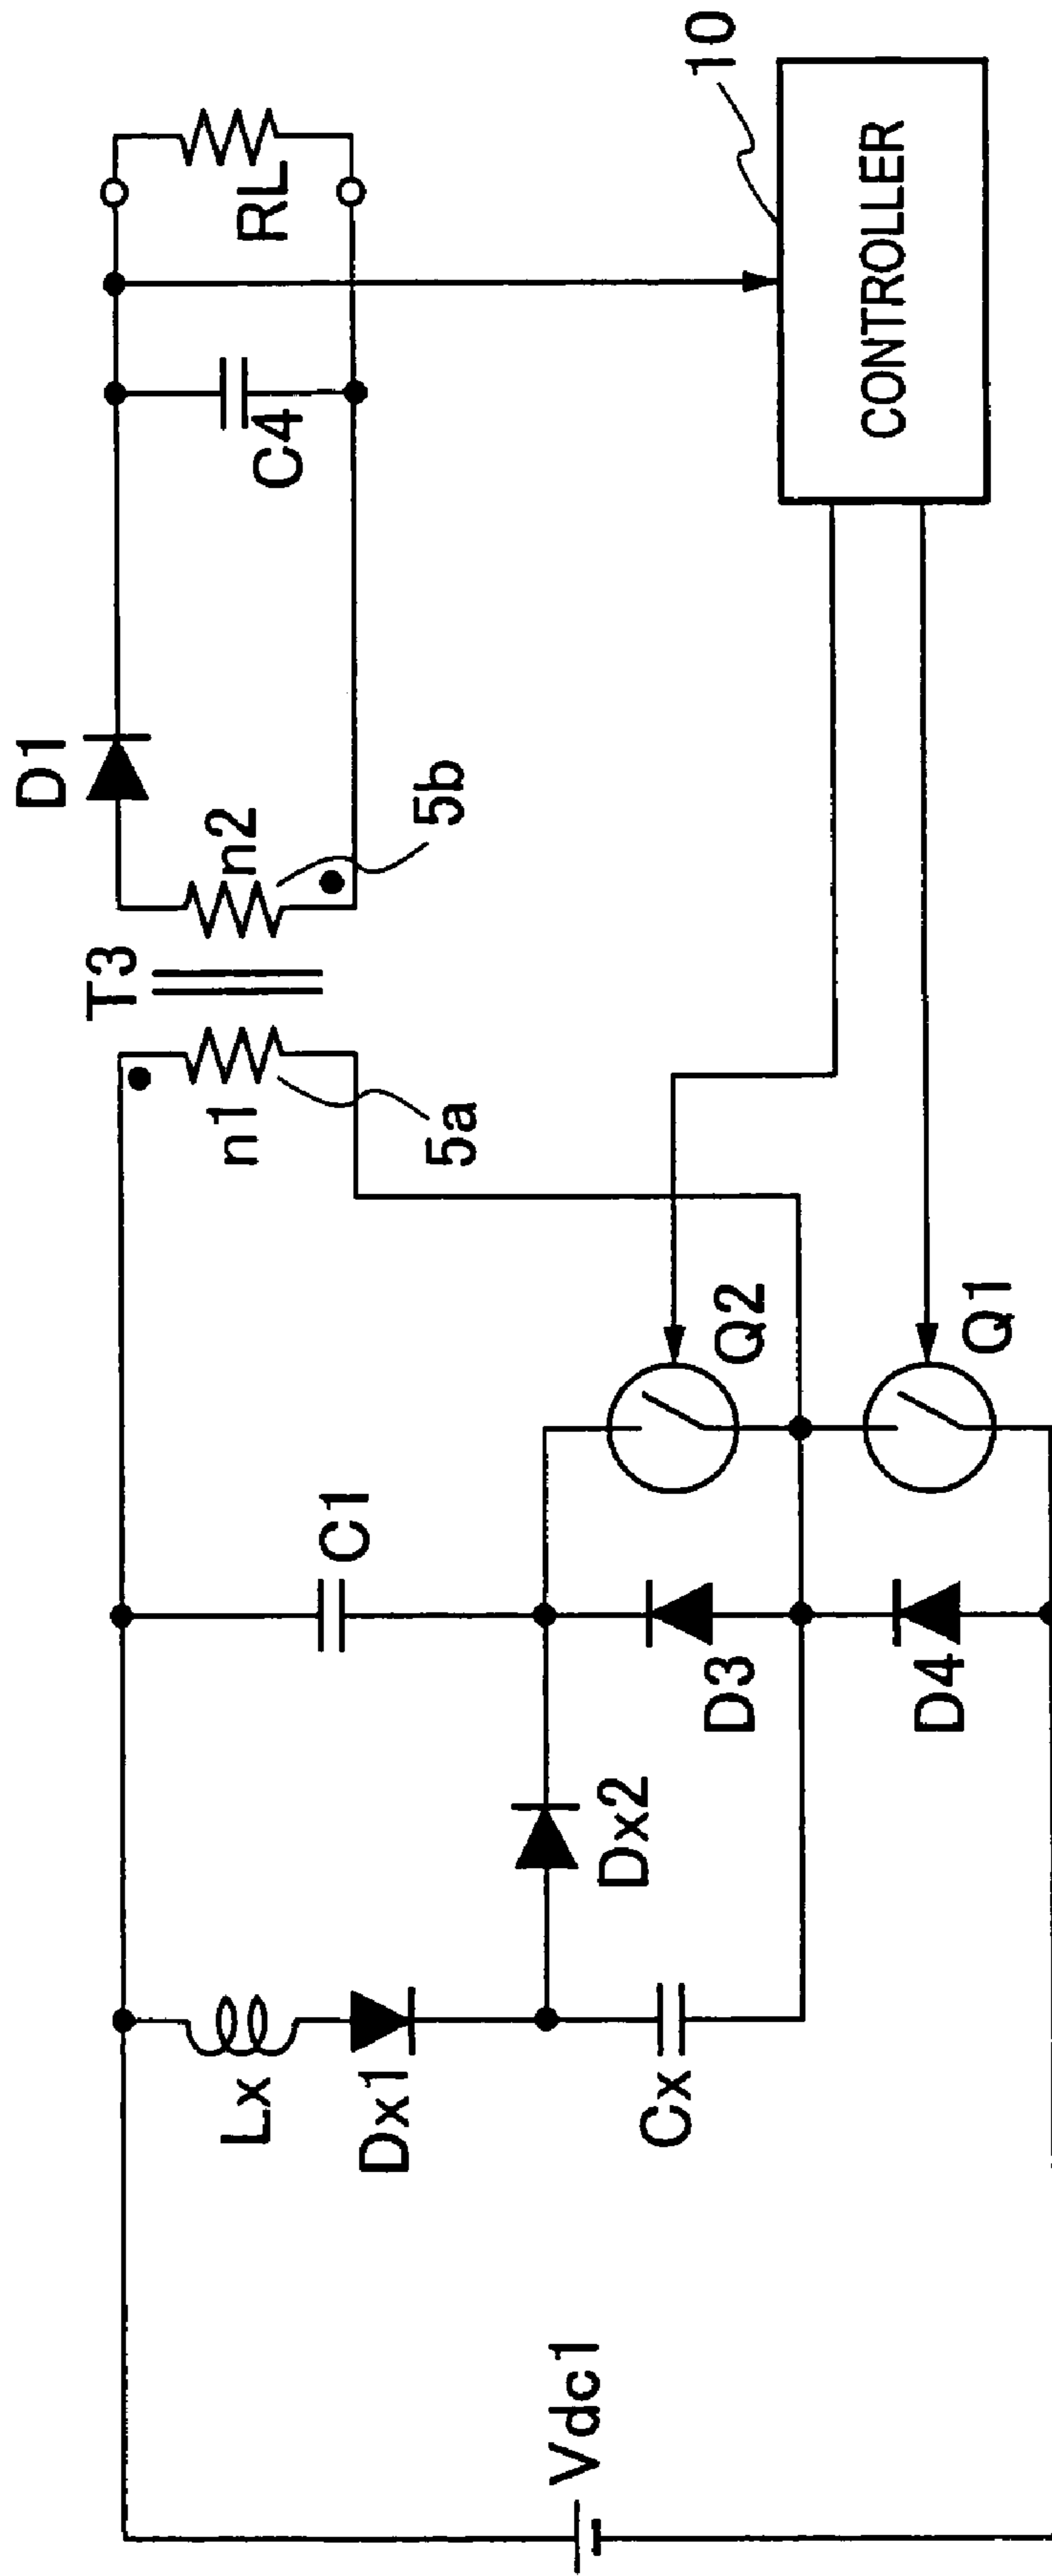 Vdc1
Lx
Dx1
Cx
Dx2
C1
D3
D4
Q2
Q1
n1
5a
T3
n2
5b
D1
C4
RL
10
CONTROLLER